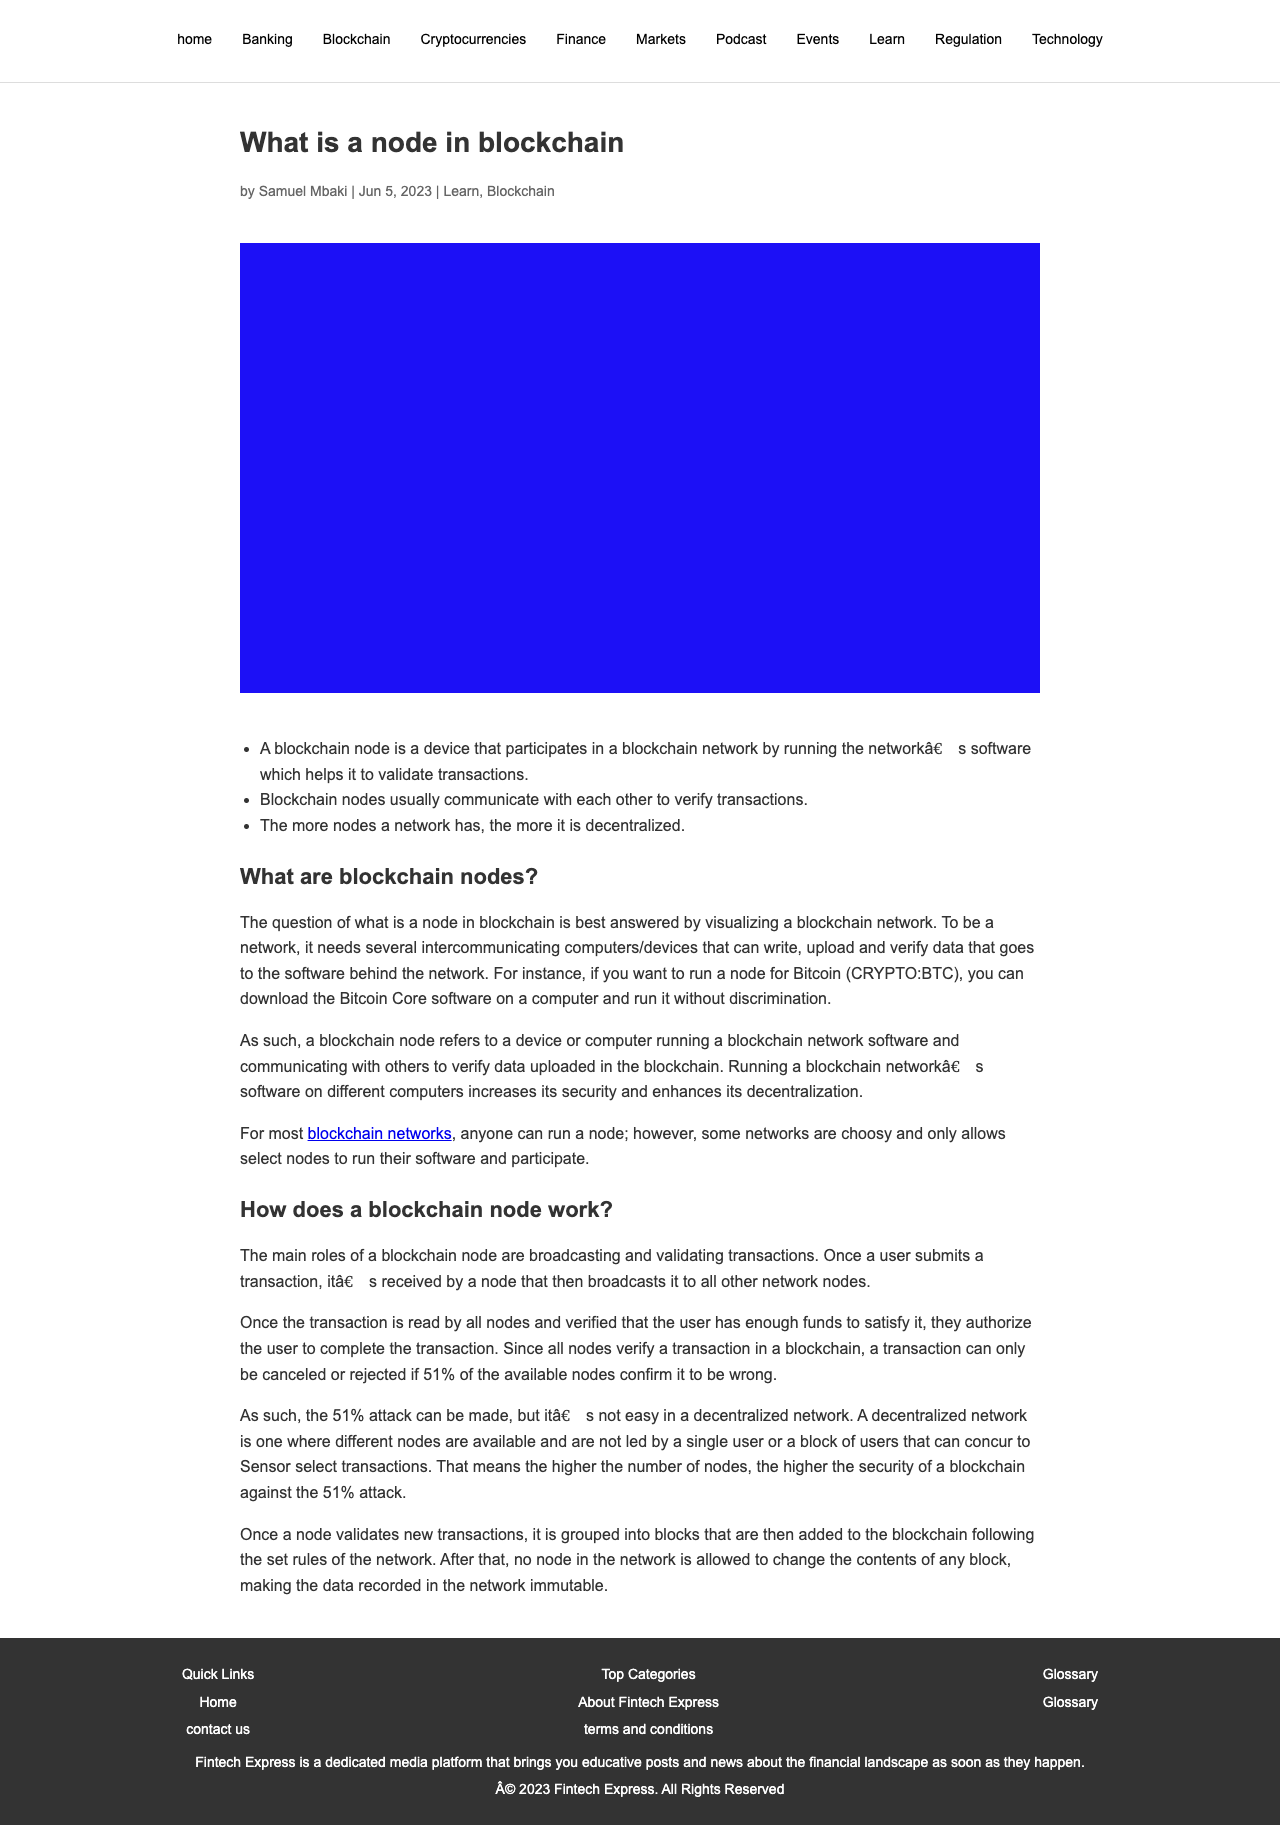 home Banking Blockchain Cryptocurrencies Finance Markets Podcast Events Learn Regulation Technology
What is a node in blockchain
by Samuel Mbaki | Jun 5, 2023 | Learn, Blockchain
• A blockchain node is a device that participates in a blockchain network by running the networkâ€ s software
which helps it to validate transactions.
• Blockchain nodes usually communicate with each other to verify transactions.
• The more nodes a network has, the more it is decentralized.
What are blockchain nodes?
The question of what is a node in blockchain is best answered by visualizing a blockchain network. To be a
network, it needs several intercommunicating computers/devices that can write, upload and verify data that goes
to the software behind the network. For instance, if you want to run a node for Bitcoin (CRYPTO:BTC), you can
download the Bitcoin Core software on a computer and run it without discrimination.
As such, a blockchain node refers to a device or computer running a blockchain network software and
communicating with others to verify data uploaded in the blockchain. Running a blockchain networkâ€ s
software on different computers increases its security and enhances its decentralization.
For most blockchain networks, anyone can run a node; however, some networks are choosy and only allows
select nodes to run their software and participate.
How does a blockchain node work?
The main roles of a blockchain node are broadcasting and validating transactions. Once a user submits a
transaction, itâ€ s received by a node that then broadcasts it to all other network nodes.
Once the transaction is read by all nodes and verified that the user has enough funds to satisfy it, they authorize
the user to complete the transaction. Since all nodes verify a transaction in a blockchain, a transaction can only
be canceled or rejected if 51% of the available nodes confirm it to be wrong.
As such, the 51% attack can be made, but itâ€ s not easy in a decentralized network. A decentralized network
is one where different nodes are available and are not led by a single user or a block of users that can concur to
Sensor select transactions. That means the higher the number of nodes, the higher the security of a blockchain
against the 51% attack.
Once a node validates new transactions, it is grouped into blocks that are then added to the blockchain following
the set rules of the network. After that, no node in the network is allowed to change the contents of any block,
making the data recorded in the network immutable.
Quick Links
Home
contact us
Top Categories
About Fintech Express
terms and conditions
Glossary
Glossary
Fintech Express is a dedicated media platform that brings you educative posts and news about the financial landscape as soon as they happen.
Â© 2023 Fintech Express. All Rights Reserved